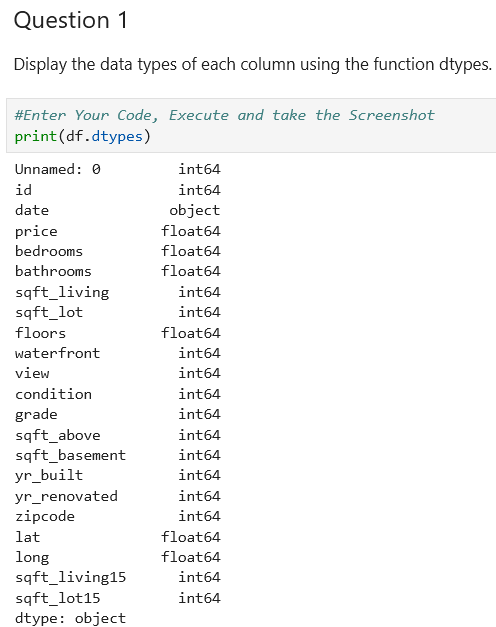 Question 1
Display the data types of each column using the function dtypes.
#Enter Your Code, Execute and take the Screenshot
print(df.dtypes)
Unnamed: 0 int64
id int64
date object
price float64
bedrooms float64
bathrooms float64
sqft_living int64
sqft_lot int64
floors float64
waterfront int64
view int64
condition int64
grade int64
sqft_above int64
sqft_basement int64
yr_built int64
yr_renovated int64
zipcode int64
lat float64
long float64
sqft_living15 int64
sqft_lot15 int64
dtype: object